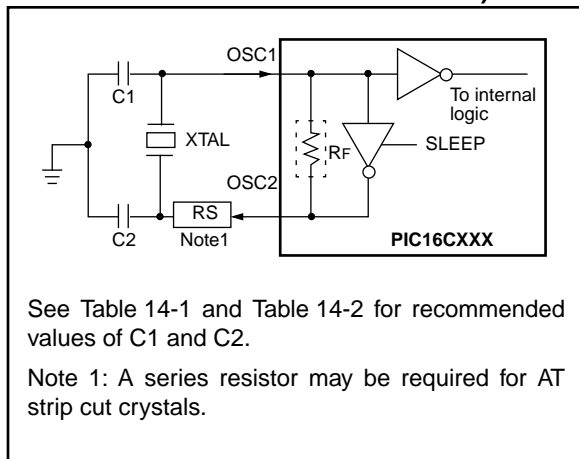 OSC1
C1
To internal
logic
XTAL
RF
SLEEP
OSC2
RS
C2
Note1
PIC16CXXX
See Table 14-1 and Table 14-2 for recommended
values of C1 and C2.
Note 1: A series resistor may be required for AT
strip cut crystals.